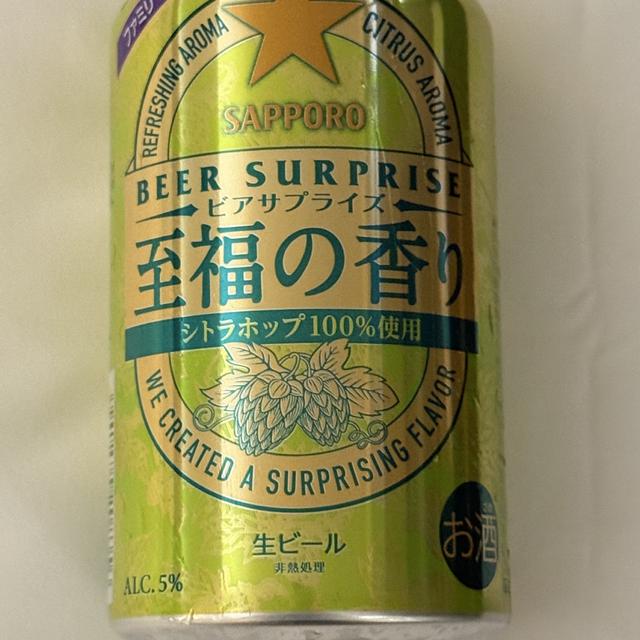 ファミリ
REFRESHING AROMA
CITRUS AROMA
SAPPORO
BEER SURPRISE
ビアサプライズ
至福の香り
シトラホップ100%使用
WE CREATED A SURPRISING FLAVOR
生ビール
非熱処理
お酒
ALC.5%